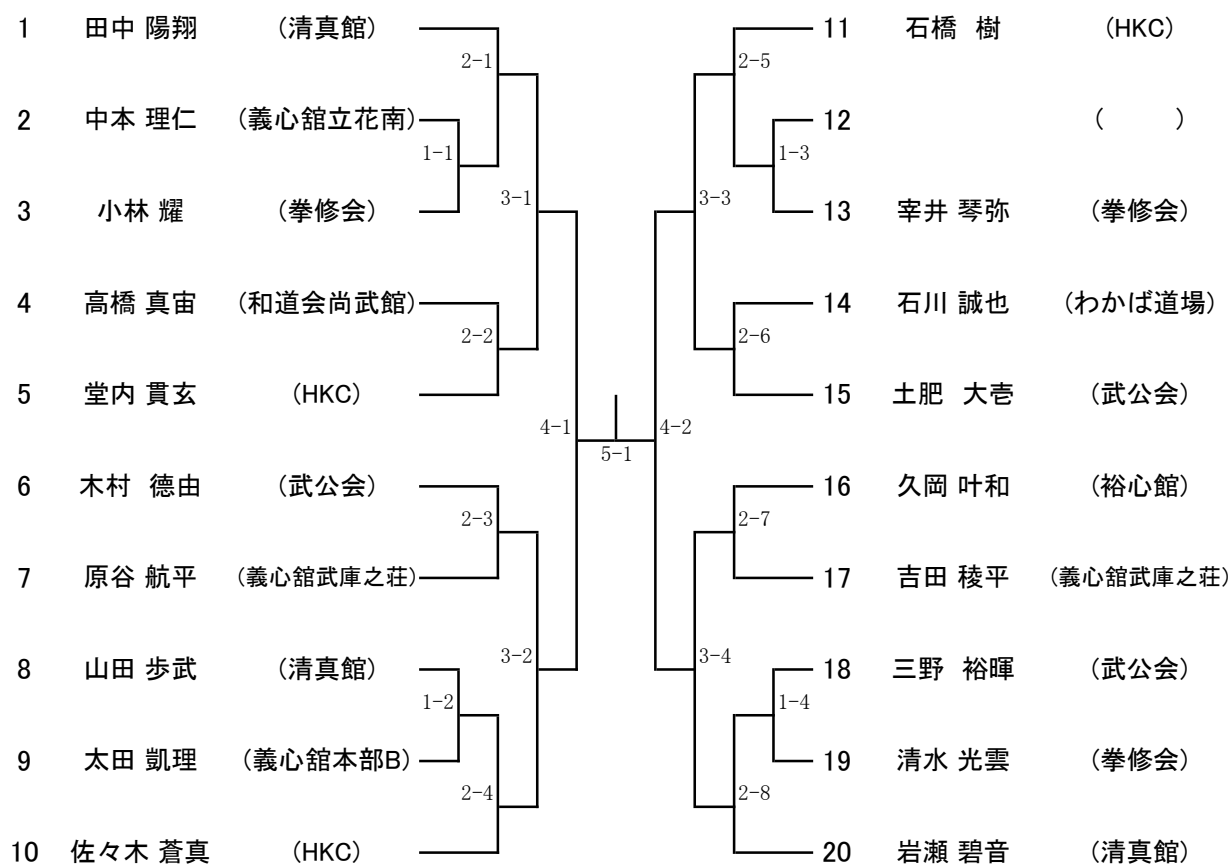 1 田中 陽翔 (清真館)
2-1
2 中本 理仁 (義心舘立花南)
1-1
3 小林 耀 (拳修会)
3-1
4 高橋 真宙 (和道会尚武館)
2-2
5 堂内 貫玄 (HKC)
4-1
6 木村 徳由 (武公会)
2-3
7 原谷 航平 (義心舘武庫之荘)
3-2
8 山田 歩武 (清真館)
1-2
9 太田 凱理 (義心舘本部B)
2-4
10 佐々木 蒼真 (HKC)
5-1
11 石橋 樹 (HKC)
2-5
12 ( )
1-3
13 宰井 琴弥 (拳修会)
3-3
14 石川 誠也 (わかば道場)
2-6
15 土肥 大壱 (武公会)
4-2
16 久岡 叶和 (裕心館)
2-7
17 吉田 稜平 (義心舘武庫之荘)
3-4
18 三野 裕暉 (武公会)
1-4
19 清水 光雲 (拳修会)
2-8
20 岩瀬 碧音 (清真館)